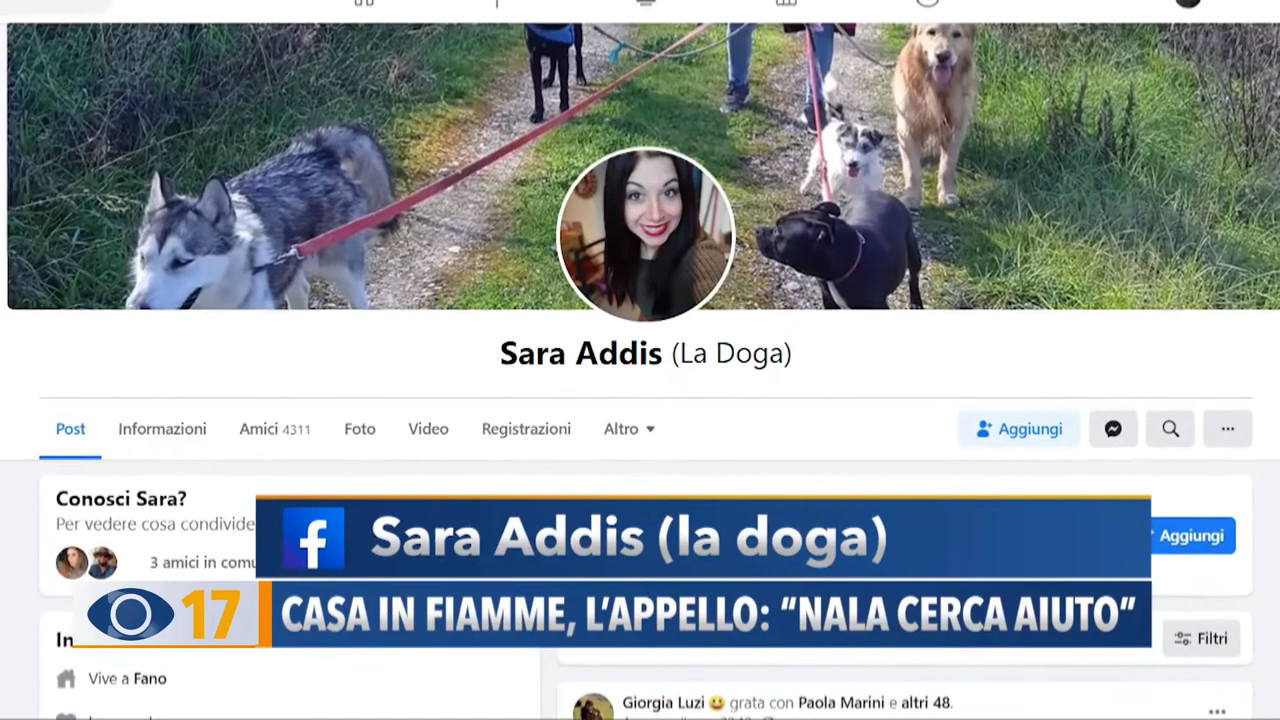 Sara Addis (La Doga)
Post Informazioni Amici 4311 Foto Video Registrazioni Altro
Aggiungi
Conosci Sara?
Per vedere cosa condivide
3 amici in comu
Aggiungi
Sara Addis (la doga)
17
CASA IN FIAMME, L'APPELLO: “NALA CERCA AIUTO”
In
Filtri
Vive a Fano
Giorgia Luzi 😀 grata con Paola Marini e altri 48.